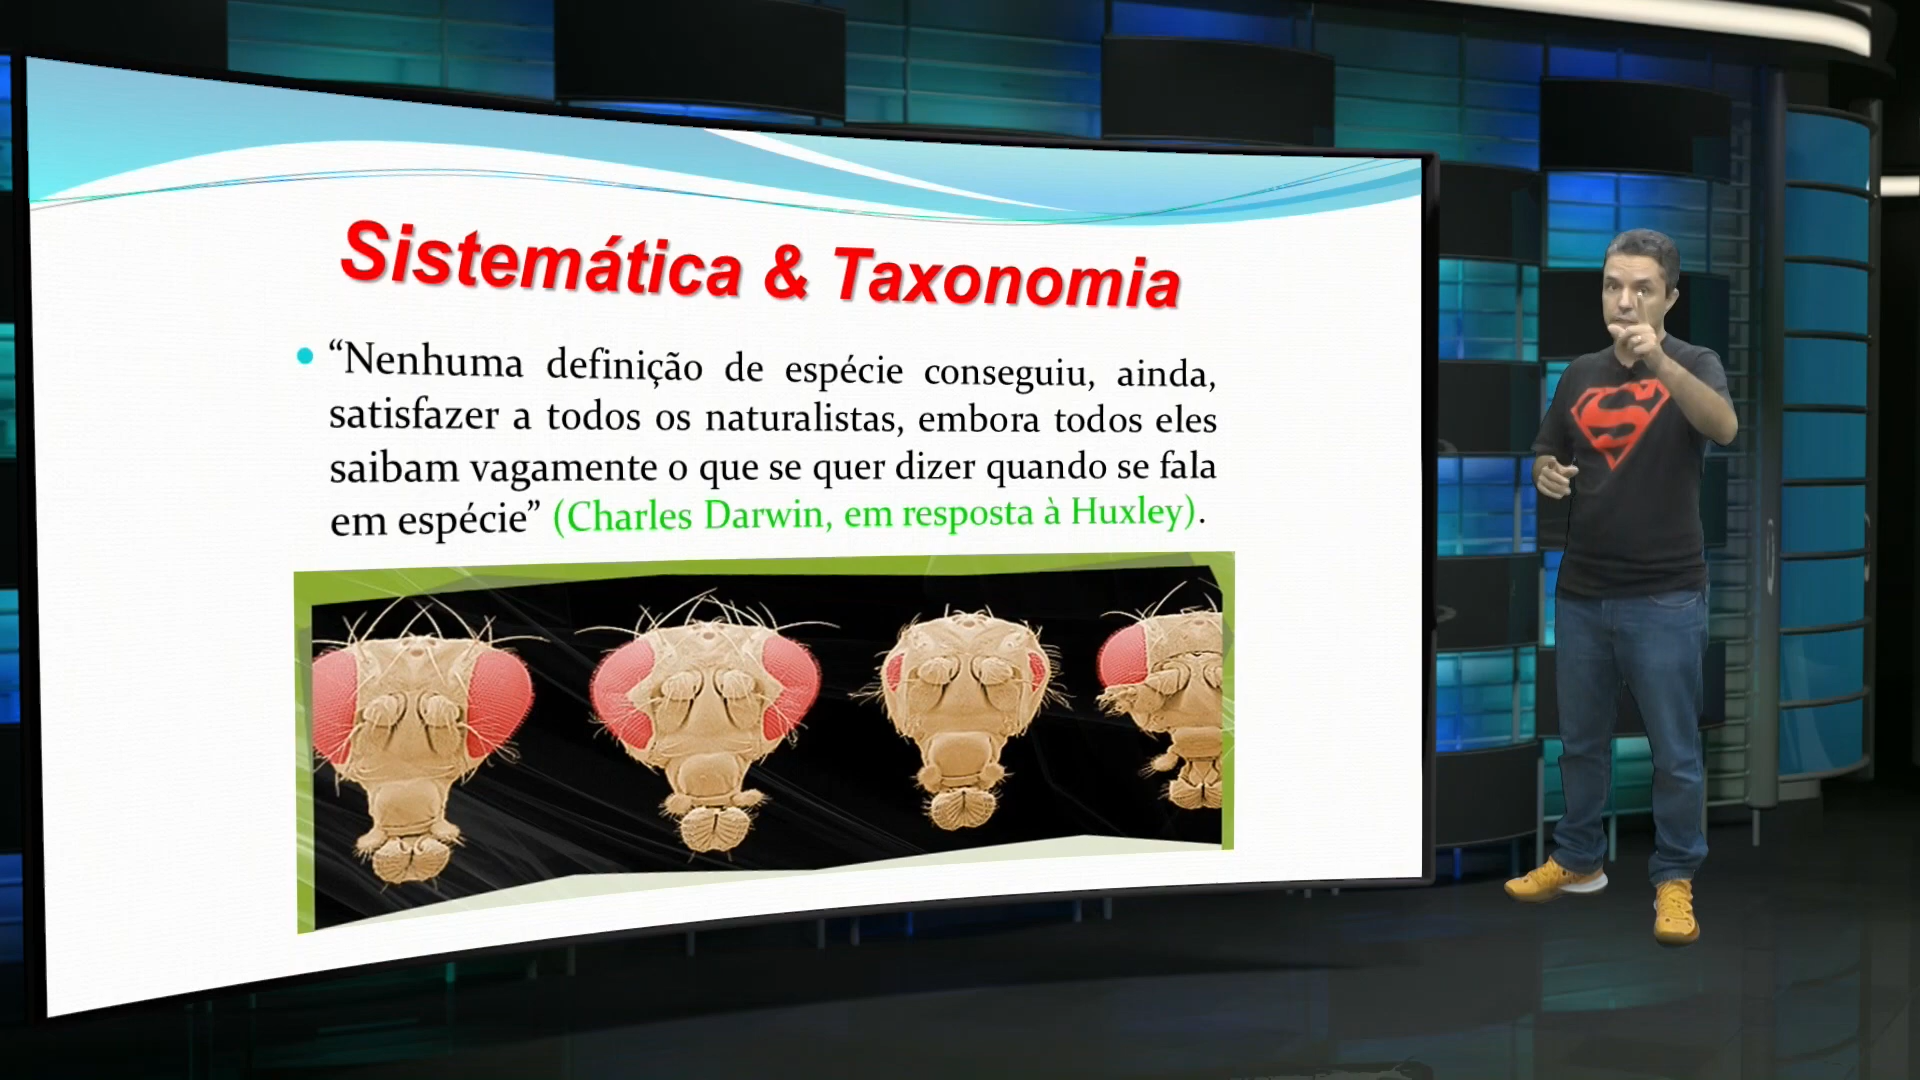 Sistemática & Taxonomia
• “Nenhuma definição de espécie conseguiu, ainda,
satisfazer a todos os naturalistas, embora todos eles
saibam vagamente o que se quer dizer quando se fala
em espécie” (Charles Darwin, em resposta à Huxley).
S